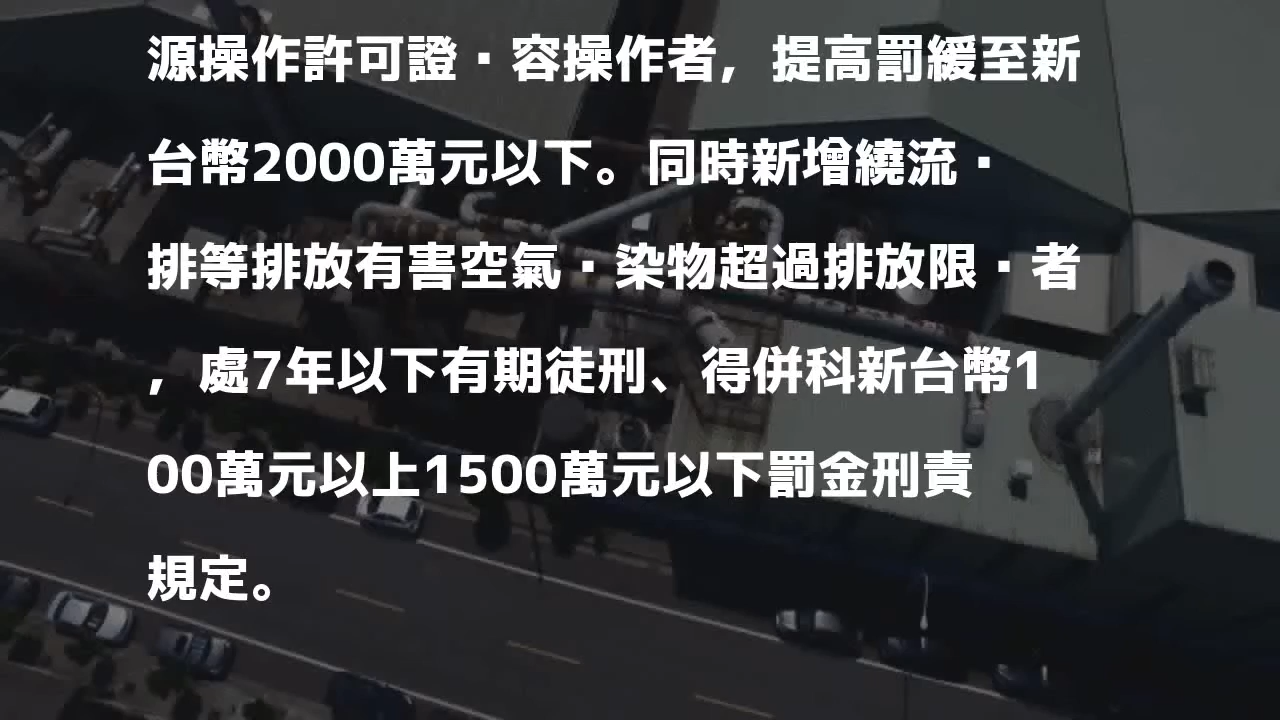 源操作許可證▪容操作者，提高罰緩至新
台幣2000萬元以下。同時新增繞流▪
排等排放有害空氣▪染物超過排放限▪者
，處7年以下有期徒刑、得併科新台幣1
00萬元以上1500萬元以下罰金刑責
規定。